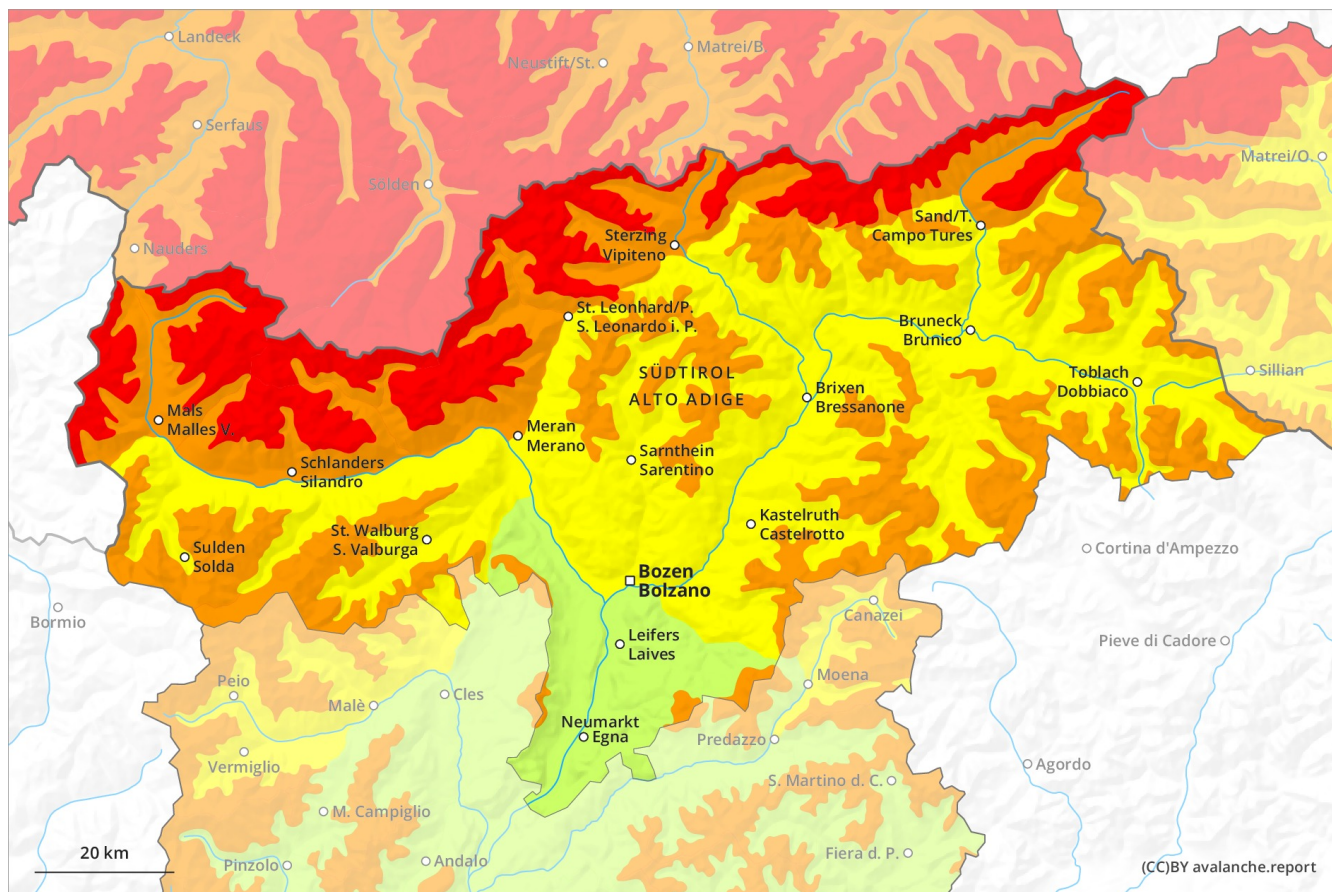 Landeck
Matrei/B.
Neustift/St.
Serfaus
Matrei/O.
Sölden
Nauders
Sand/T.
Campo Tures
Sterzing
Vipiteno
St. Leonhard/P.
S. Leonardo i. P.
Bruneck
Brunico
SÜDTIROL
ALTO ADIGE
Toblach
Dobbiaco
Sillian
Brixen
Bressanone
Mals
Malles V.
Meran
Merano
Sarnthein
Sarentino
Schlanders
Silandro
Kastelruth
Castelrotto
St. Walburg
S. Valburga
Sulden
Solda
Cortina d'Ampezzo
Bozen
Bolzano
Bormio
Canazei
Leifers
Laives
Pieve di Cadore
Peio
Moena
Cles
Malè
Neumarkt
Egna
Predazzo
Vermiglio
Agordo
S. Martino d. C.
M. Campiglio
20 km
Pinzolo
Andalo
Fiera d. P.
(CC)BY avalanche.report